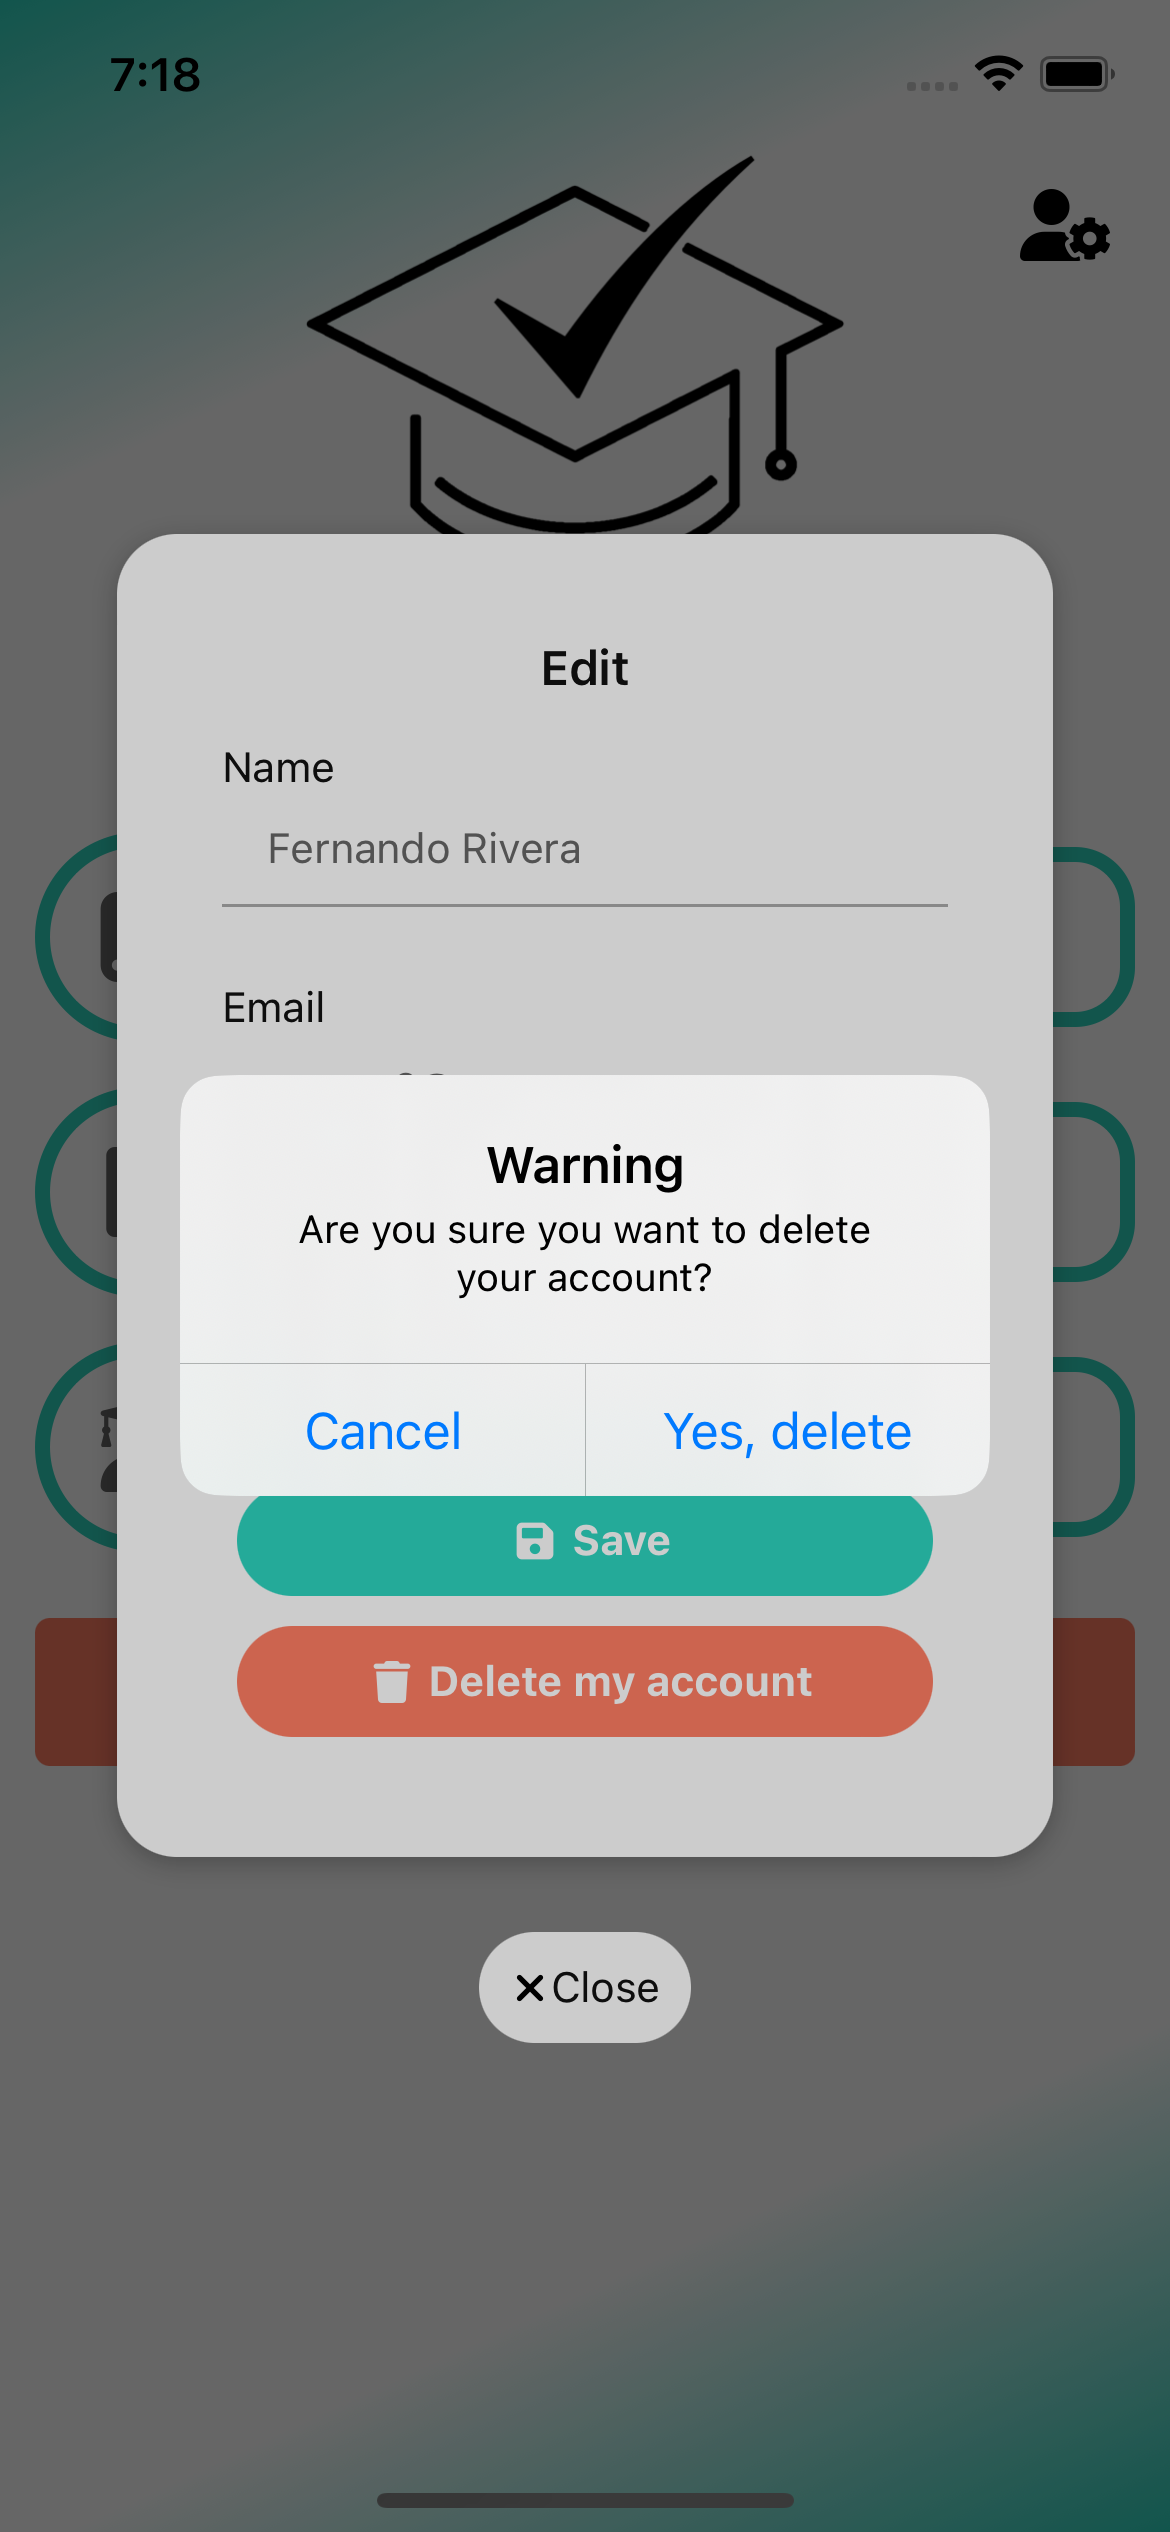 7:18
Edit
Name
Fernando Rivera
Email
Warning
Are you sure you want to delete
your account?
Cancel
Yes, delete
Save
Delete my account
Close